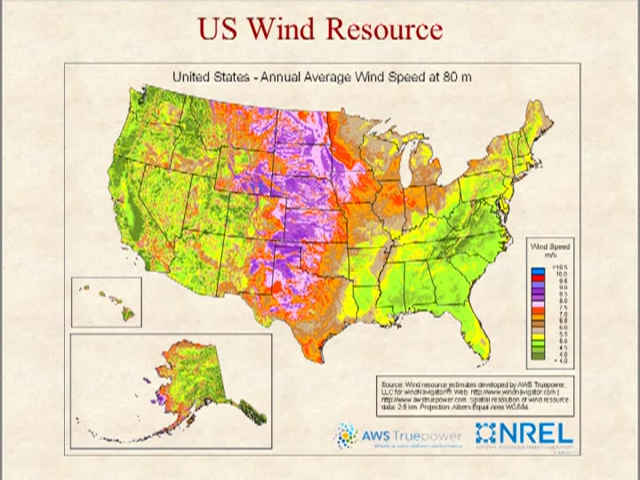 US Wind Resource
United States - Annual Average Wind Speed at 80 m
Wind Speed
m/s
>10.5
10.0
9.5
9.0
8.5
8.0
7.5
7.0
6.5
6.0
5.5
5.0
4.5
4.0
< 4.0
Source: Wind resource estimates developed by AWS Truepower,
LLC for windNavigator® Web: http://www.windnavigator.com |
http://www.awstruepower.com. Spatial resolution of wind resource
data: 2.5 km. Projection: Albers Equal Area WGS84.
AWS Truepower
NREL
NATIONAL RENEWABLE ENERGY LABORATORY